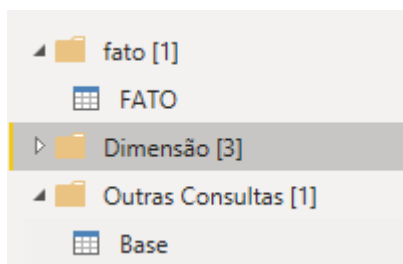 fato [1]
FATO
Dimensão [3]
Outras Consultas [1]
Base